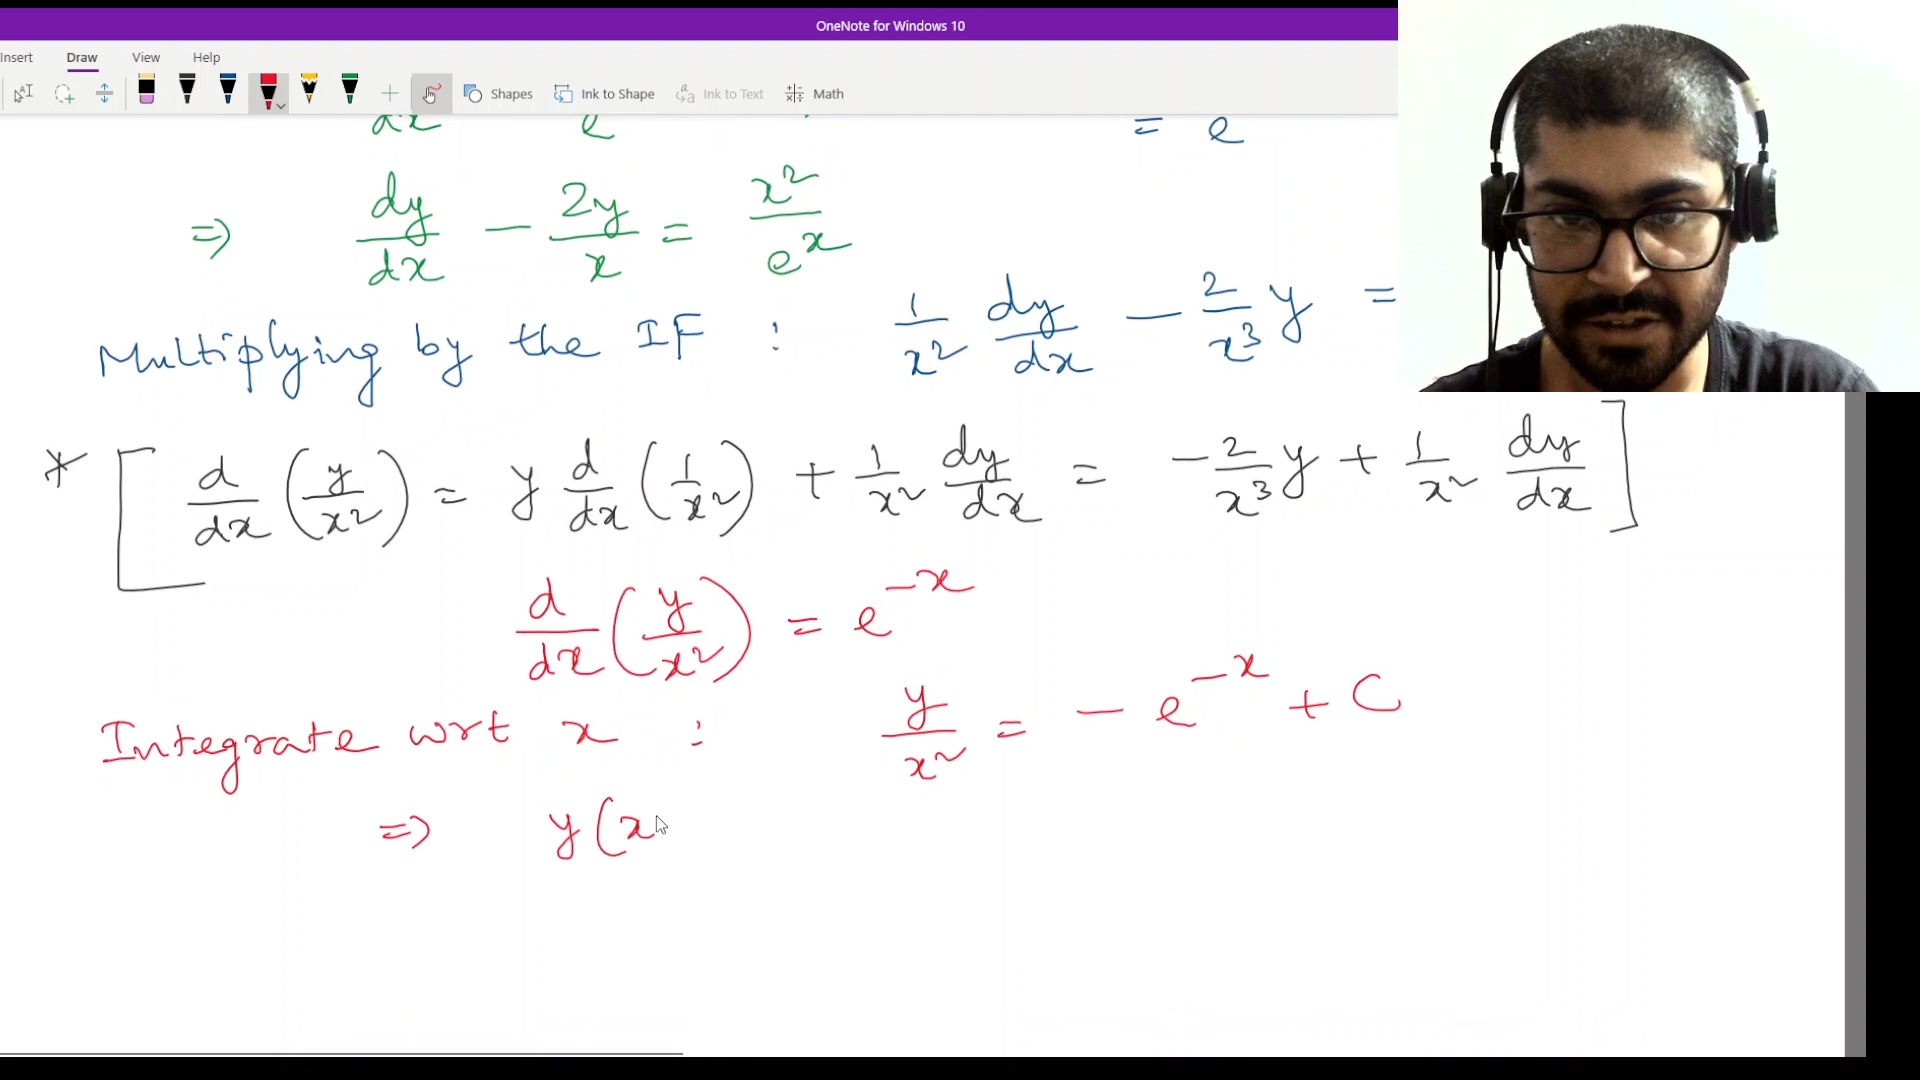 OneNote for Windows 10
Insert Draw View Help
Shapes Ink to Shape Ink to Text Math
dx e = e
⇒ dy/dx − 2y/x = x²/eˣ
Multiplying by the IF : 1/x² dy/dx − 2/x³ y =
* [ d/dx (y/x²) = y d/dx (1/x²) + 1/x² dy/dx = −2/x³ y + 1/x² dy/dx ]
d/dx (y/x²) = e⁻ˣ
Integrate wrt x : y/x² = − e⁻ˣ + C
⇒ y(x